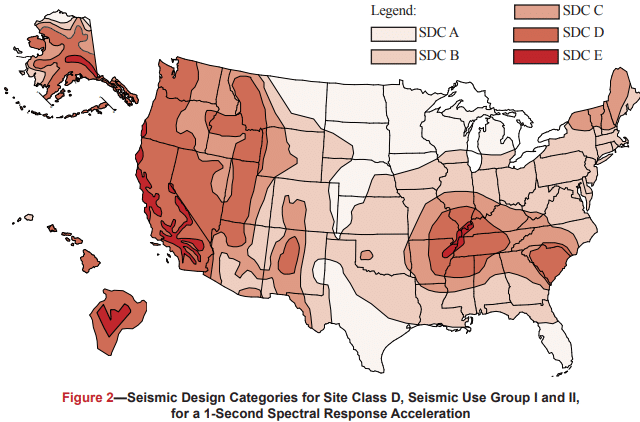 Legend:
SDC A
SDC B
SDC C
SDC D
SDC E
Figure 2—Seismic Design Categories for Site Class D, Seismic Use Group I and II,
for a 1-Second Spectral Response Acceleration